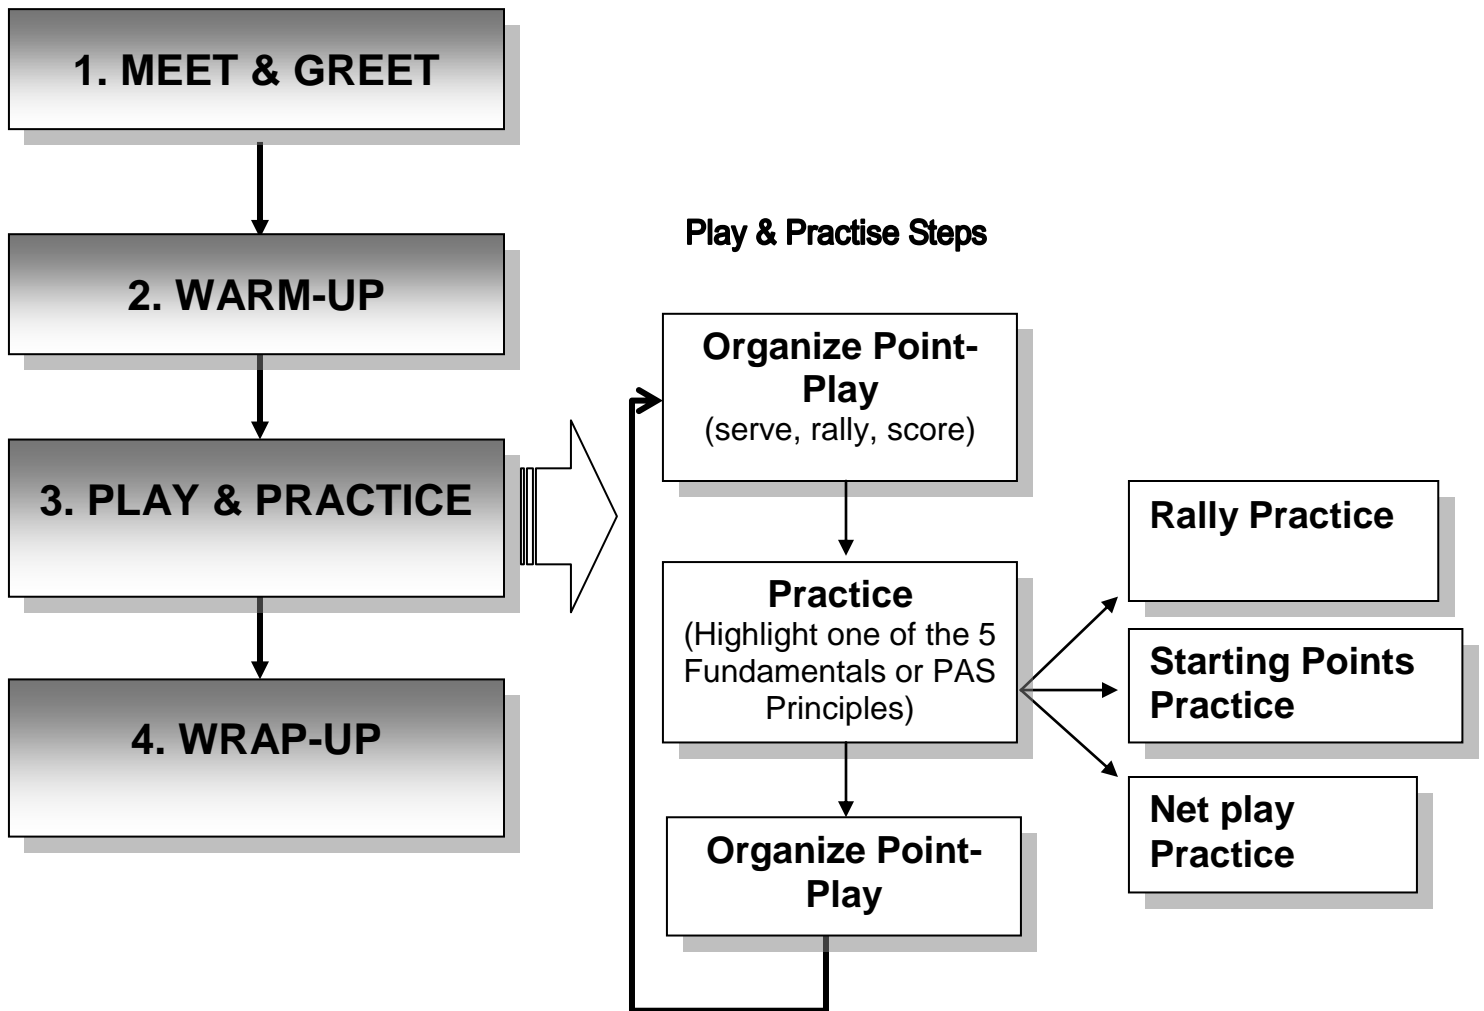 1. MEET & GREET
2. WARM-UP
3. PLAY & PRACTICE
4. WRAP-UP
Play & Practise Steps
Organize Point-
Play
(serve, rally, score)
Practice
(Highlight one of the 5
Fundamentals or PAS
Principles)
Organize Point-
Play
Rally Practice
Starting Points
Practice
Net play
Practice